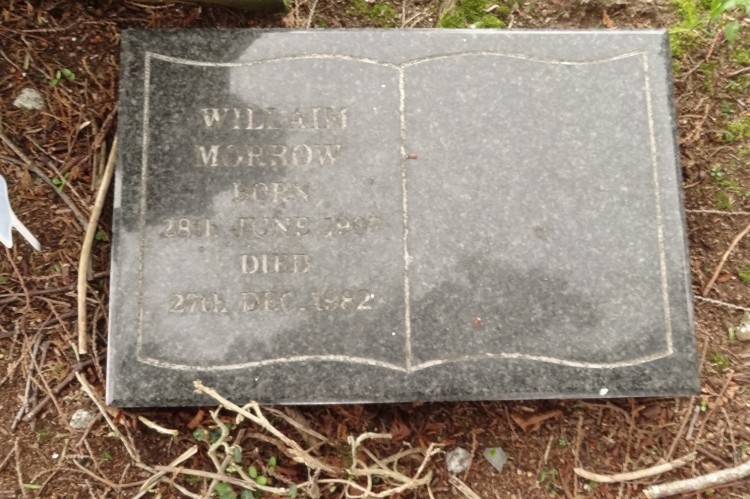 WILLAIM
MORROW
BORN
28th JUNE
DIED
27th DEC. 1982